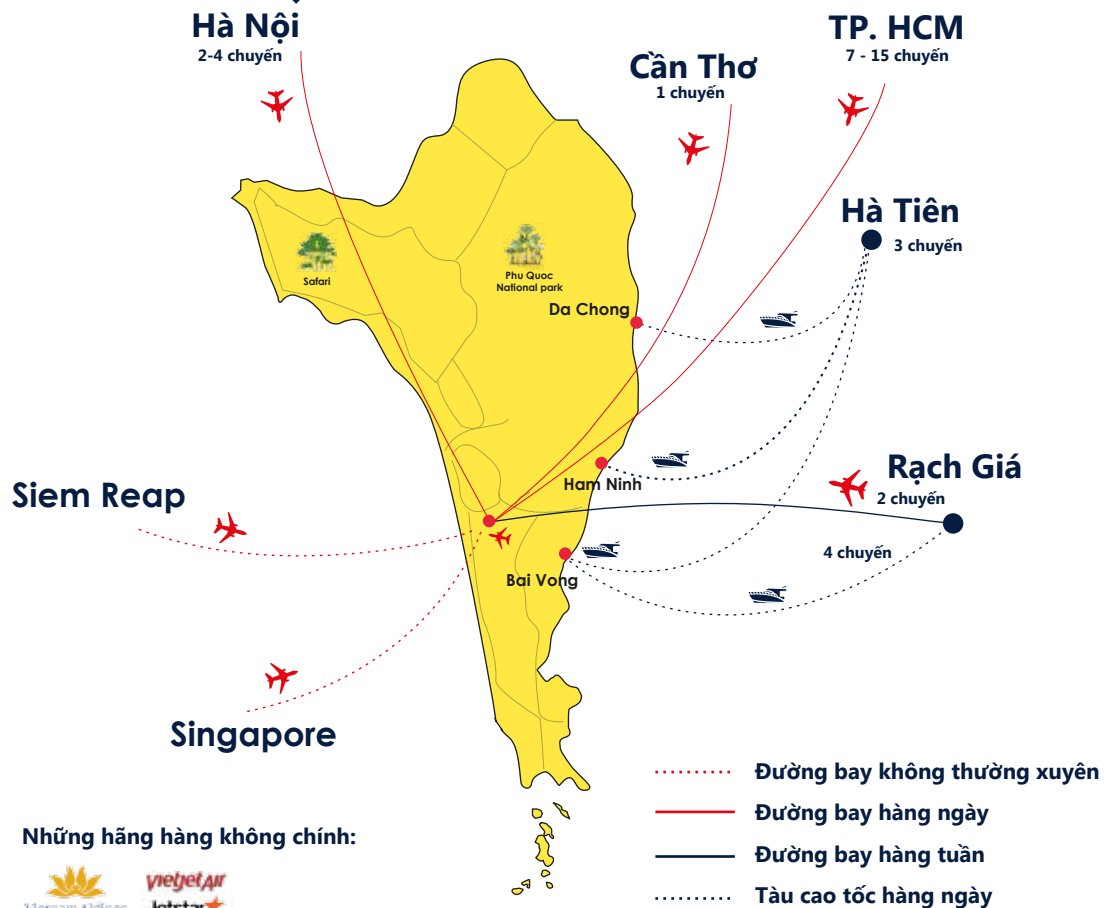 Hà Nội
2-4 chuyến
TP. HCM
7 - 15 chuyến
Cần Thơ
1 chuyến
Hà Tiên
3 chuyến
Safari
Phu Quoc
National park
Da Chong
Ham Ninh
Rạch Giá
2 chuyến
4 chuyến
Siem Reap
Bai Vong
Singapore
Đường bay không thường xuyên
Đường bay hàng ngày
Đường bay hàng tuần
Tàu cao tốc hàng ngày
Những hãng hàng không chính:
vietjetAir
Jetstar